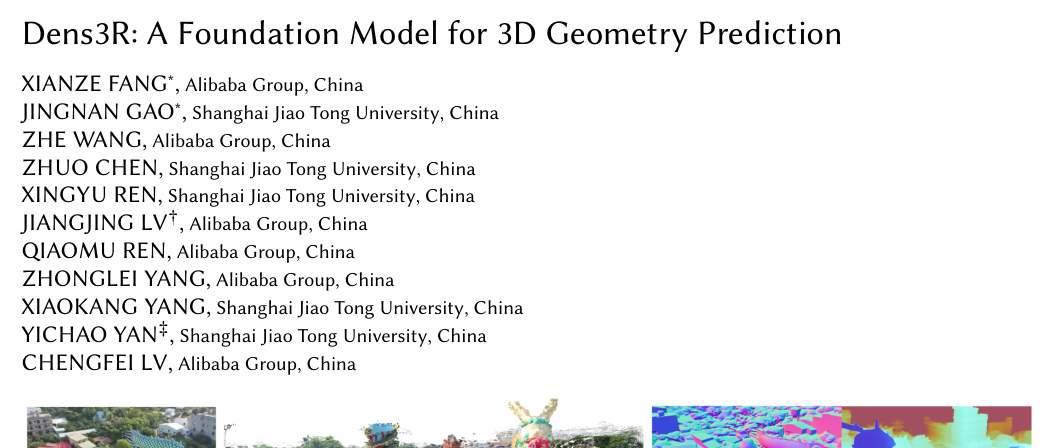 Dens3R: A Foundation Model for 3D Geometry Prediction
XIANZE FANG*, Alibaba Group, China
JINGNAN GAO*, Shanghai Jiao Tong University, China
ZHE WANG, Alibaba Group, China
ZHUO CHEN, Shanghai Jiao Tong University, China
XINGYU REN, Shanghai Jiao Tong University, China
JIANGJING LV†, Alibaba Group, China
QIAOMU REN, Alibaba Group, China
ZHONGLEI YANG, Alibaba Group, China
XIAOKANG YANG, Shanghai Jiao Tong University, China
YICHAO YAN‡, Shanghai Jiao Tong University, China
CHENGFEI LV, Alibaba Group, China